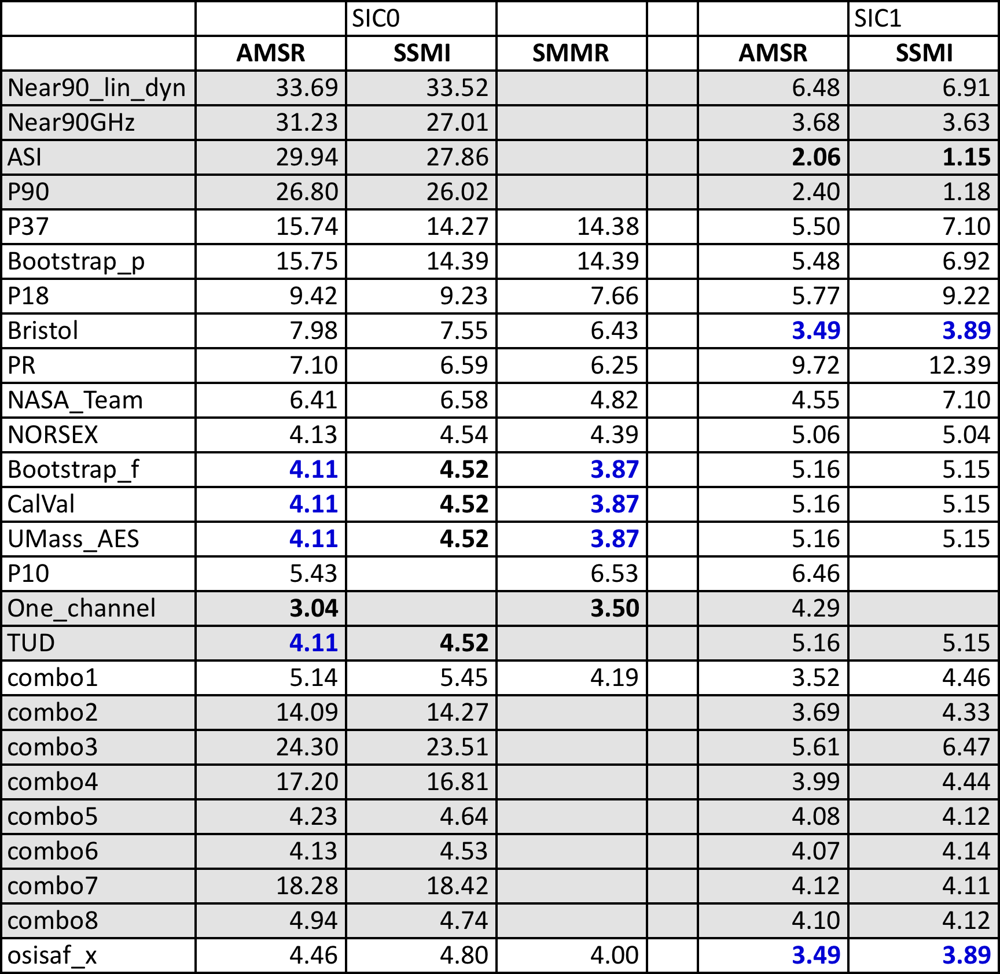 SIC0 SIC1
AMSR SSMI SMMR AMSR SSMI
Near90_lin_dyn 33.69 33.52 6.48 6.91
Near90GHz 31.23 27.01 3.68 3.63
ASI 29.94 27.86 2.06 1.15
P90 26.80 26.02 2.40 1.18
P37 15.74 14.27 14.38 5.50 7.10
Bootstrap_p 15.75 14.39 14.39 5.48 6.92
P18 9.42 9.23 7.66 5.77 9.22
Bristol 7.98 7.55 6.43 3.49 3.89
PR 7.10 6.59 6.25 9.72 12.39
NASA_Team 6.41 6.58 4.82 4.55 7.10
NORSEX 4.13 4.54 4.39 5.06 5.04
Bootstrap_f 4.11 4.52 3.87 5.16 5.15
CalVal 4.11 4.52 3.87 5.16 5.15
UMass_AES 4.11 4.52 3.87 5.16 5.15
P10 5.43 6.53 6.46
One_channel 3.04 3.50 4.29
TUD 4.11 4.52 5.16 5.15
combo1 5.14 5.45 4.19 3.52 4.46
combo2 14.09 14.27 3.69 4.33
combo3 24.30 23.51 5.61 6.47
combo4 17.20 16.81 3.99 4.44
combo5 4.23 4.64 4.08 4.12
combo6 4.13 4.53 4.07 4.14
combo7 18.28 18.42 4.12 4.11
combo8 4.94 4.74 4.10 4.12
osisaf_x 4.46 4.80 4.00 3.49 3.89